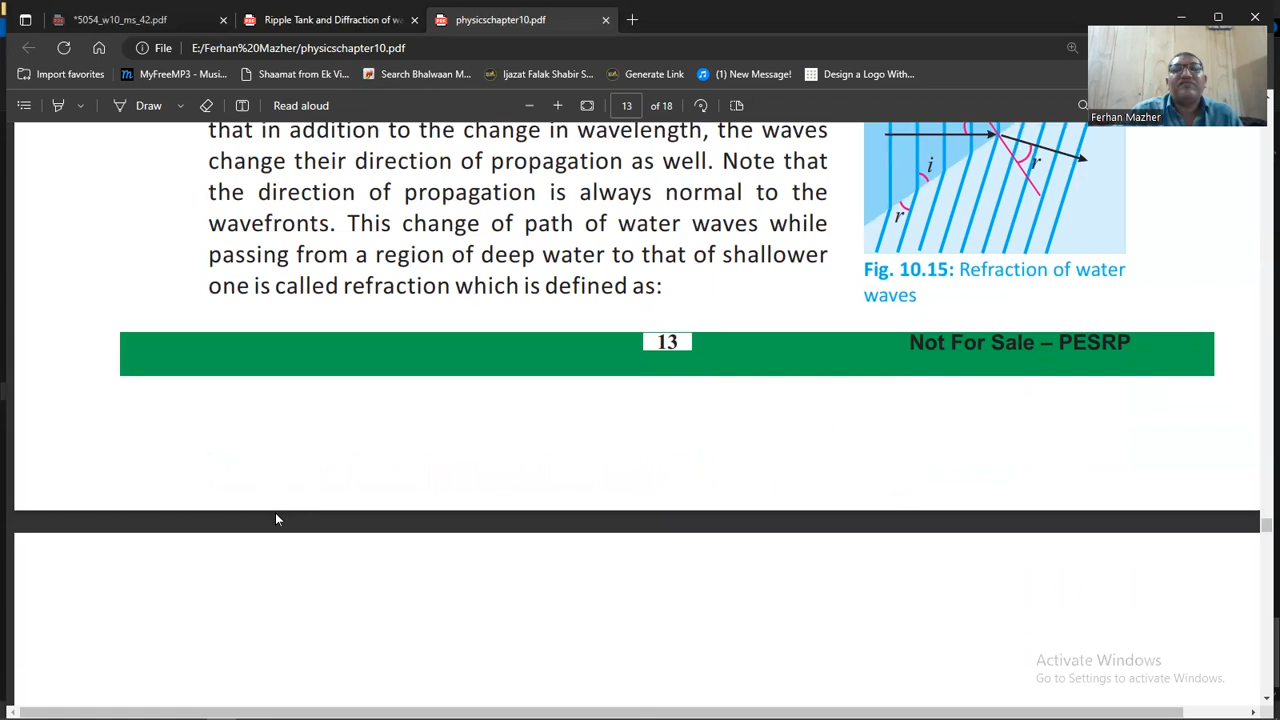 *5054_w10_ms_42.pdf
Ripple Tank and Diffraction of w
physicschapter10.pdf
File
E:/Ferhan%20Mazher/physicschapter10.pdf
Import favorites
MyFreeMP3 - Musi...
Shaamat from Ek Vi...
Search Bhalwaan M...
Ijazat Falak Shabir S...
Generate Link
(1) New Message!
Design a Logo With...
Draw
Read aloud
13 of 18
Ferhan Mazher
that in addition to the change in wavelength, the waves
change their direction of propagation as well. Note that
the direction of propagation is always normal to the
wavefronts. This change of path of water waves while
passing from a region of deep water to that of shallower
one is called refraction which is defined as:
i
r
r
Fig. 10.15: Refraction of water
waves
13
Not For Sale – PESRP
Activate Windows
Go to Settings to activate Windows.